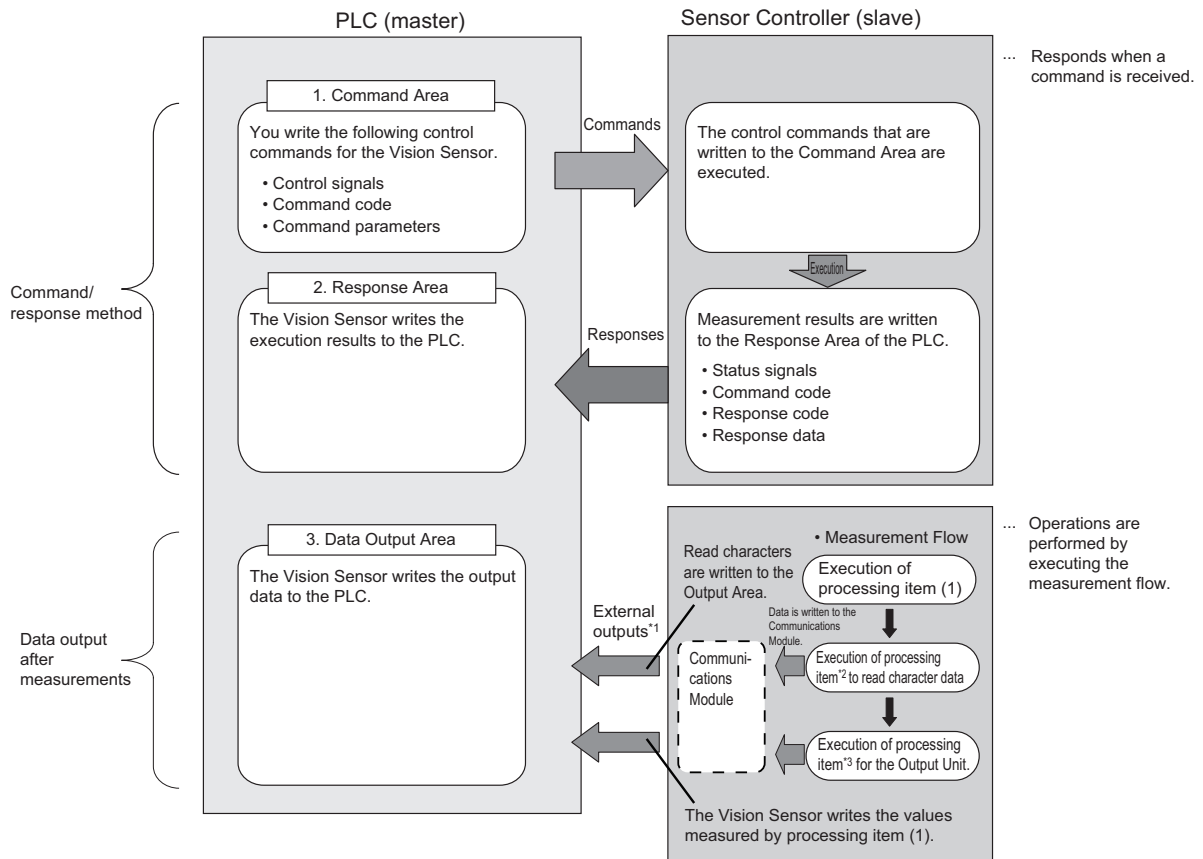 PLC (master)
Sensor Controller (slave)
... Responds when a
command is received.
1. Command Area
You write the following control
commands for the Vision Sensor.
• Control signals
• Command code
• Command parameters
Commands
The control commands that are
written to the Command Area are
executed.
Execution
Command/
response method
2. Response Area
The Vision Sensor writes the
execution results to the PLC.
Responses
Measurement results are written
to the Response Area of the PLC.
• Status signals
• Command code
• Response code
• Response data
... Operations are
performed by
executing the
measurement flow.
3. Data Output Area
The Vision Sensor writes the output
data to the PLC.
Data output
after
measurements
External
outputs*1
Read characters
are written to the
Output Area.
• Measurement Flow
Execution of
processing item (1)
Data is written to the
Communications
Module.
Communi-
cations
Module
Execution of processing
item*2 to read character data
Execution of processing
item*3 for the Output Unit.
The Vision Sensor writes the values
measured by processing item (1).